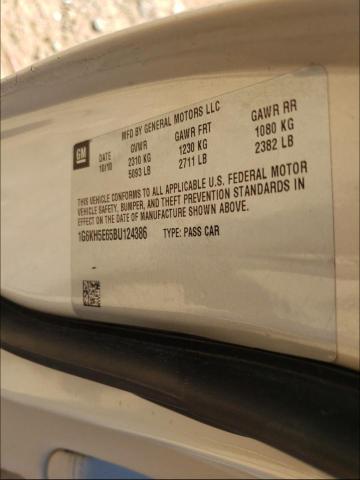 GM
MFD BY GENERAL MOTORS LLC
DATE GVWR GAWR FRT GAWR RR
10/10 2310 KG 1230 KG 1080 KG
5093 LB 2711 LB 2382 LB
THIS VEHICLE CONFORMS TO ALL APPLICABLE U.S. FEDERAL MOTOR
VEHICLE SAFETY, BUMPER, AND THEFT PREVENTION STANDARDS IN
EFFECT ON THE DATE OF MANUFACTURE SHOWN ABOVE.
1G6KH5E65BU124386 TYPE: PASS CAR